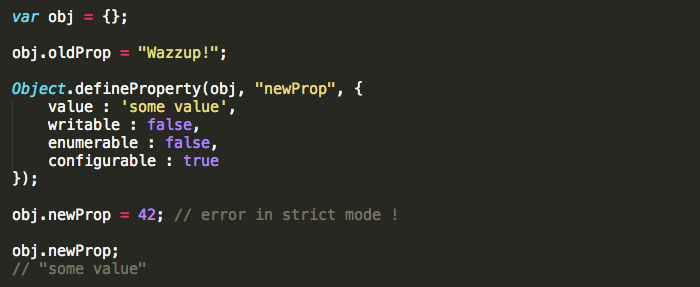 var obj = {};
obj.oldProp = "Wazzup!";
Object.defineProperty(obj, "newProp", {
    value : 'some value',
    writable : false,
    enumerable : false,
    configurable : true
});
obj.newProp = 42; // error in strict mode !
obj.newProp;
// "some value"